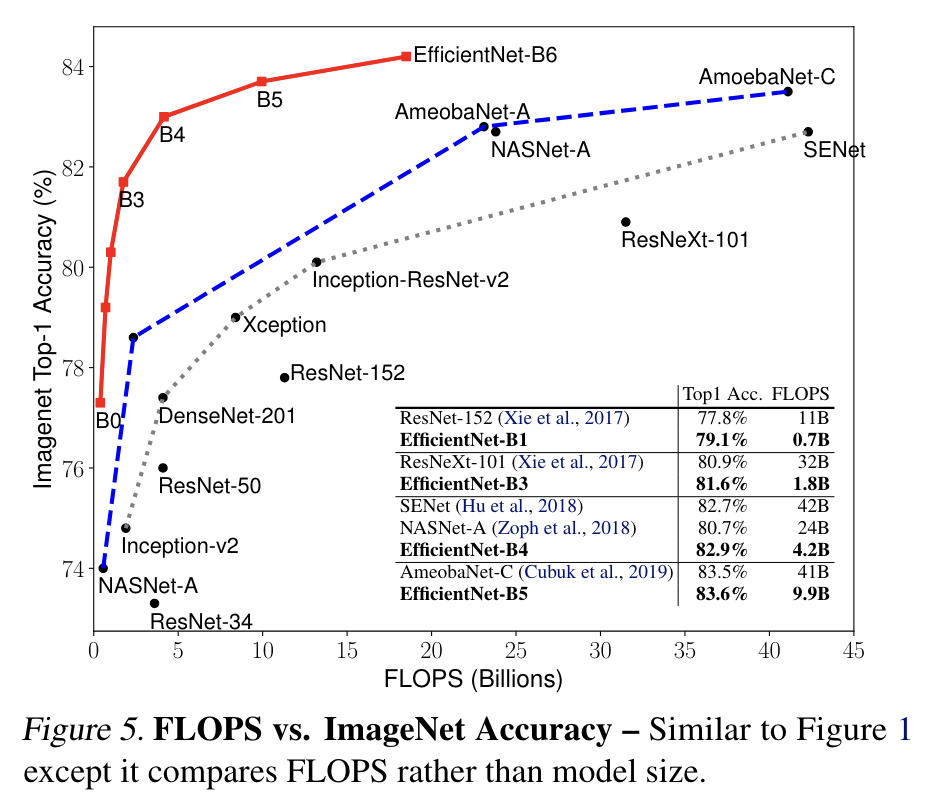 84
82
80
78
76
74
Imagenet Top-1 Accuracy (%)
EfficientNet-B6
B5
B4
B3
B0
AmoebaNet-C
AmeobaNet-A
NASNet-A
SENet
ResNeXt-101
Inception-ResNet-v2
Xception
ResNet-152
DenseNet-201
ResNet-50
Inception-v2
NASNet-A
ResNet-34
Top1 Acc. FLOPS
ResNet-152 (Xie et al., 2017) 77.8% 11B
EfficientNet-B1 79.1% 0.7B
ResNeXt-101 (Xie et al., 2017) 80.9% 32B
EfficientNet-B3 81.6% 1.8B
SENet (Hu et al., 2018) 82.7% 42B
NASNet-A (Zoph et al., 2018) 80.7% 24B
EfficientNet-B4 82.9% 4.2B
AmeobaNet-C (Cubuk et al., 2019) 83.5% 41B
EfficientNet-B5 83.6% 9.9B
0 5 10 15 20 25 30 35 40 45
FLOPS (Billions)
Figure 5. FLOPS vs. ImageNet Accuracy – Similar to Figure 1
except it compares FLOPS rather than model size.